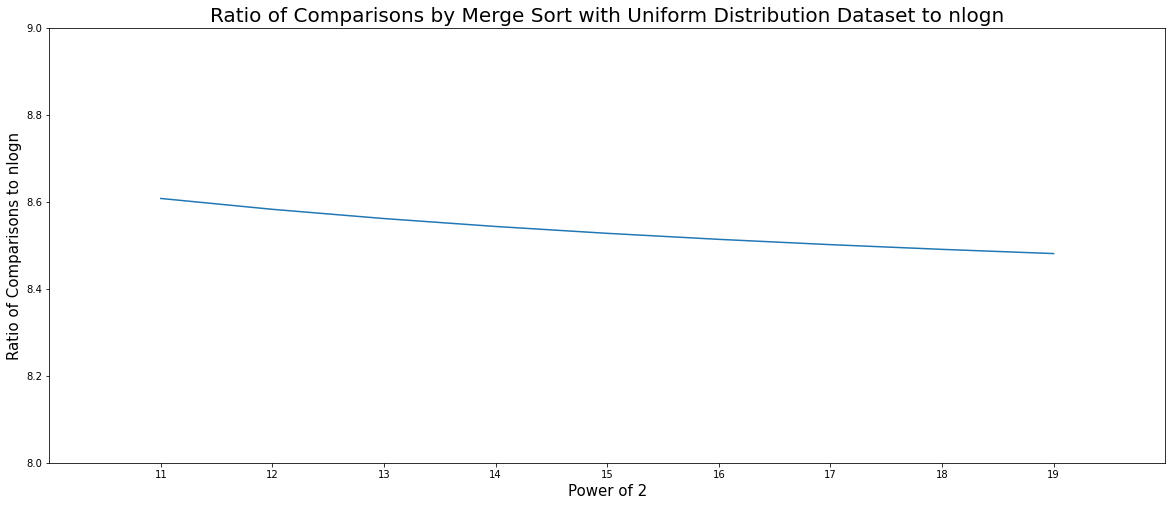 Ratio of Comparisons by Merge Sort with Uniform Distribution Dataset to nlogn
Ratio of Comparisons to nlogn
9.0
8.8
8.6
8.4
8.2
8.0
11 12 13 14 15 16 17 18 19
Power of 2